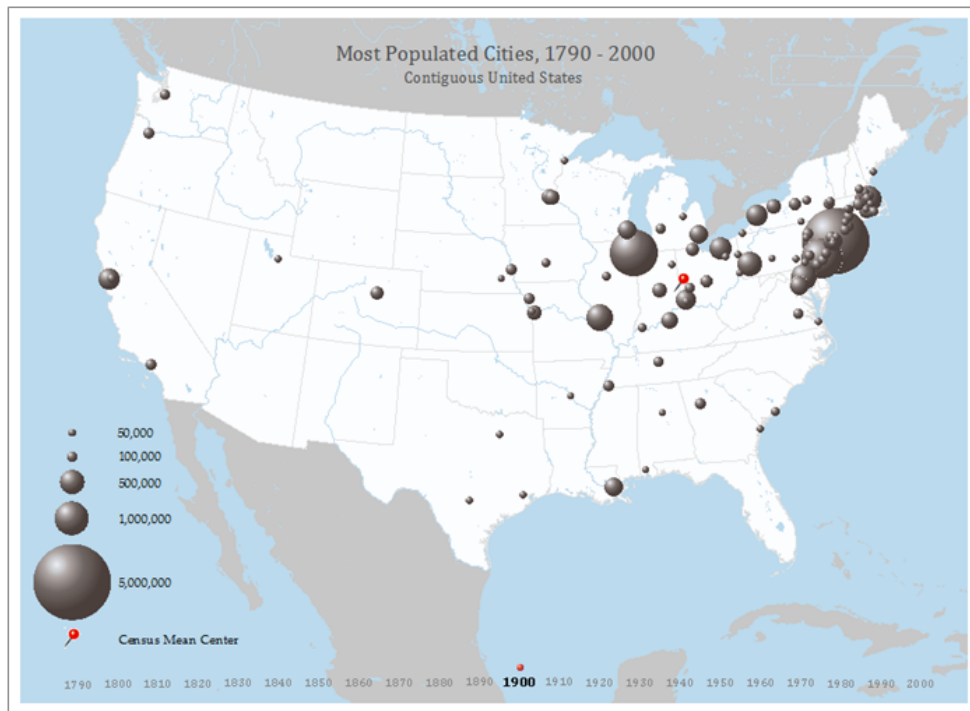 Most Populated Cities, 1790 - 2000
Contiguous United States
50,000
100,000
500,000
1,000,000
5,000,000
Census Mean Center
1790 1800 1810 1820 1830 1840 1850 1860 1870 1880 1890 1900 1910 1920 1930 1940 1950 1960 1970 1980 1990 2000